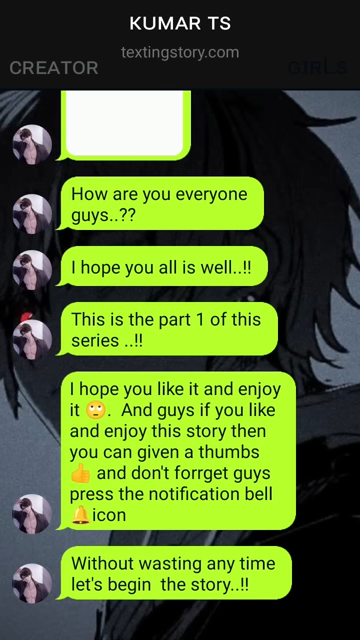 KUMAR TS
textingstory.com
CREATOR
GIRLS
How are you everyone
guys..??
I hope you all is well..!!
This is the part 1 of this
series ..!!
I hope you like it and enjoy
it 🙄.  And guys if you like
and enjoy this story then
you can given a thumbs
👍 and don't forrget guys
press the notification bell
🔔icon
Without wasting any time
let's begin  the story..!!